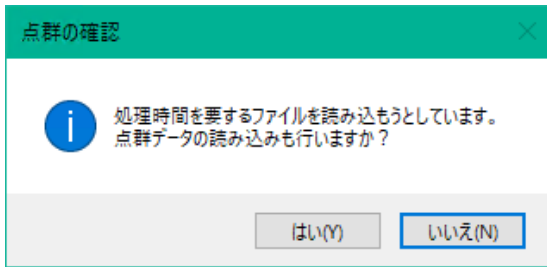 点群の確認
処理時間を要するファイルを読み込もうとしています。
点群データの読み込みも行いますか？
はい(Y)
いいえ(N)